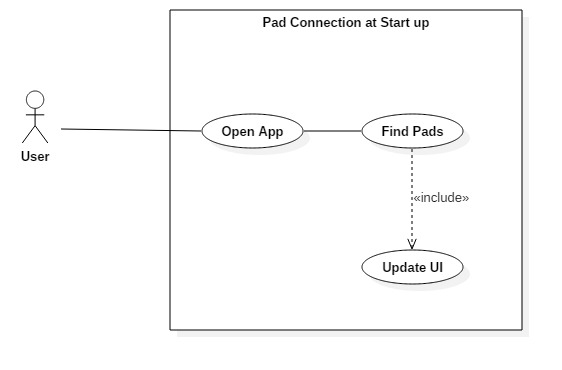 Pad Connection at Start up
User
Open App
Find Pads
«include»
Update UI